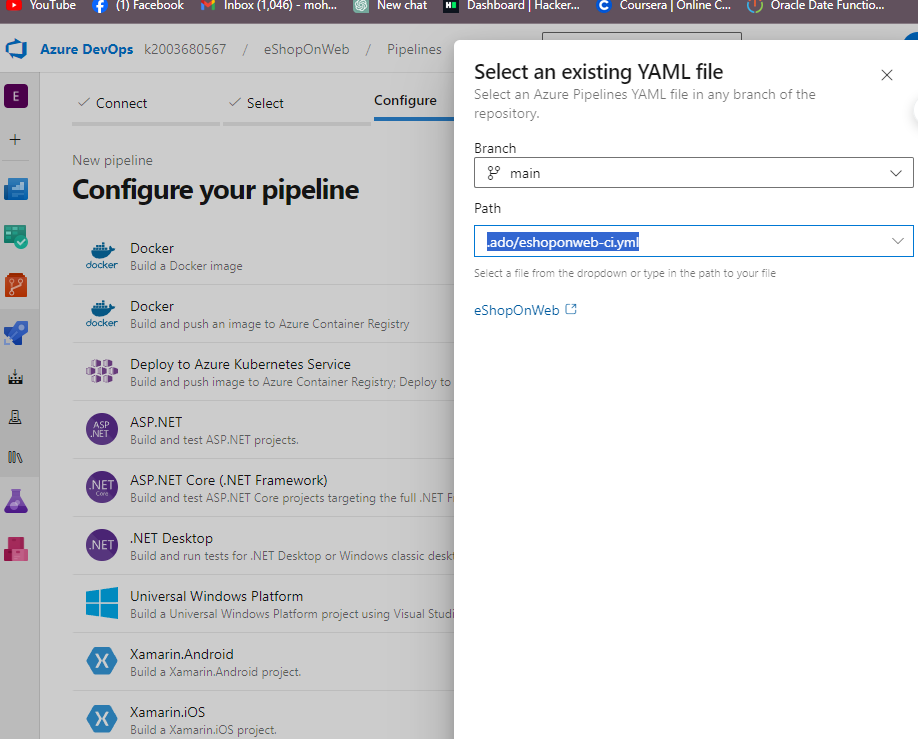 YouTube (1) Facebook Inbox (1,046) - moh... New chat Dashboard | Hacker... Coursera | Online C... Oracle Date Functio...
Azure DevOps k2003680567 / eShopOnWeb / Pipelines
E
Connect Select Configure
New pipeline
Configure your pipeline
docker
Docker
Build a Docker image
docker
Docker
Build and push an image to Azure Container Registry
Deploy to Azure Kubernetes Service
Build and push image to Azure Container Registry; Deploy to
ASP
.NET
ASP.NET
Build and test ASP.NET projects.
.NET
Core
ASP.NET Core (.NET Framework)
Build and test ASP.NET Core projects targeting the full .NET F
.NET
.NET Desktop
Build and run tests for .NET Desktop or Windows classic deskt
Universal Windows Platform
Build a Universal Windows Platform project using Visual Studi
Xamarin.Android
Build a Xamarin.Android project.
Xamarin.iOS
Build a Xamarin.iOS project.
Select an existing YAML file
Select an Azure Pipelines YAML file in any branch of the
repository.
Branch
main
Path
.ado/eshoponweb-ci.yml
Select a file from the dropdown or type in the path to your file
eShopOnWeb